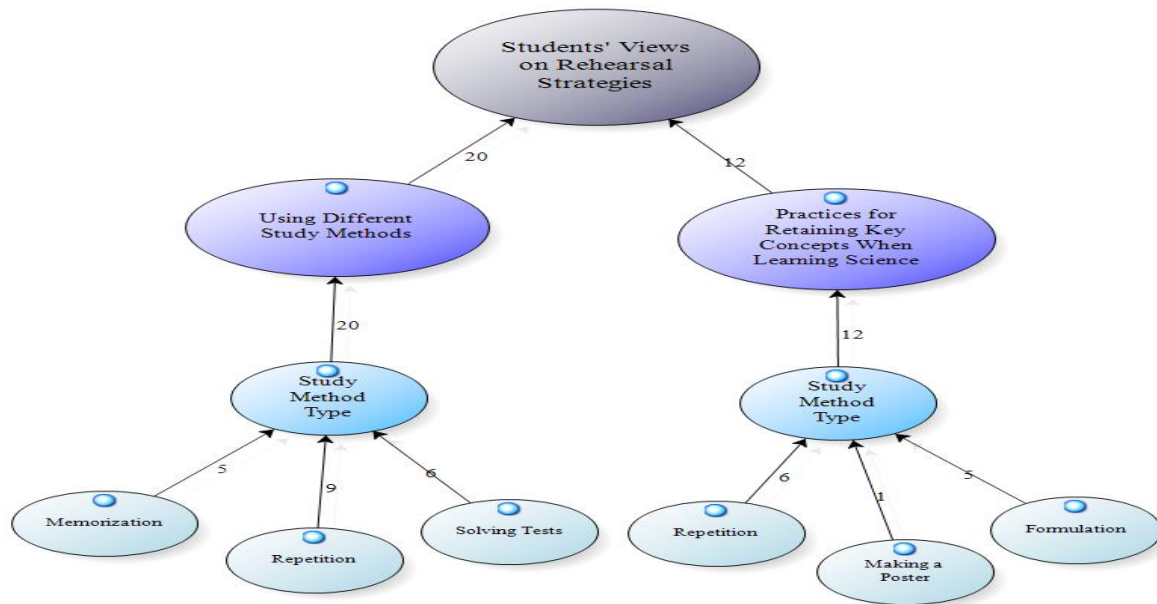 Students' Views
on Rehearsal
Strategies
20
12
Using Different
Study Methods
Practices for
Retaining Key
Concepts When
Learning Science
20
12
Study
Method
Type
Study
Method
Type
5
9
6
6
1
5
Memorization
Repetition
Solving Tests
Repetition
Making a
Poster
Formulation